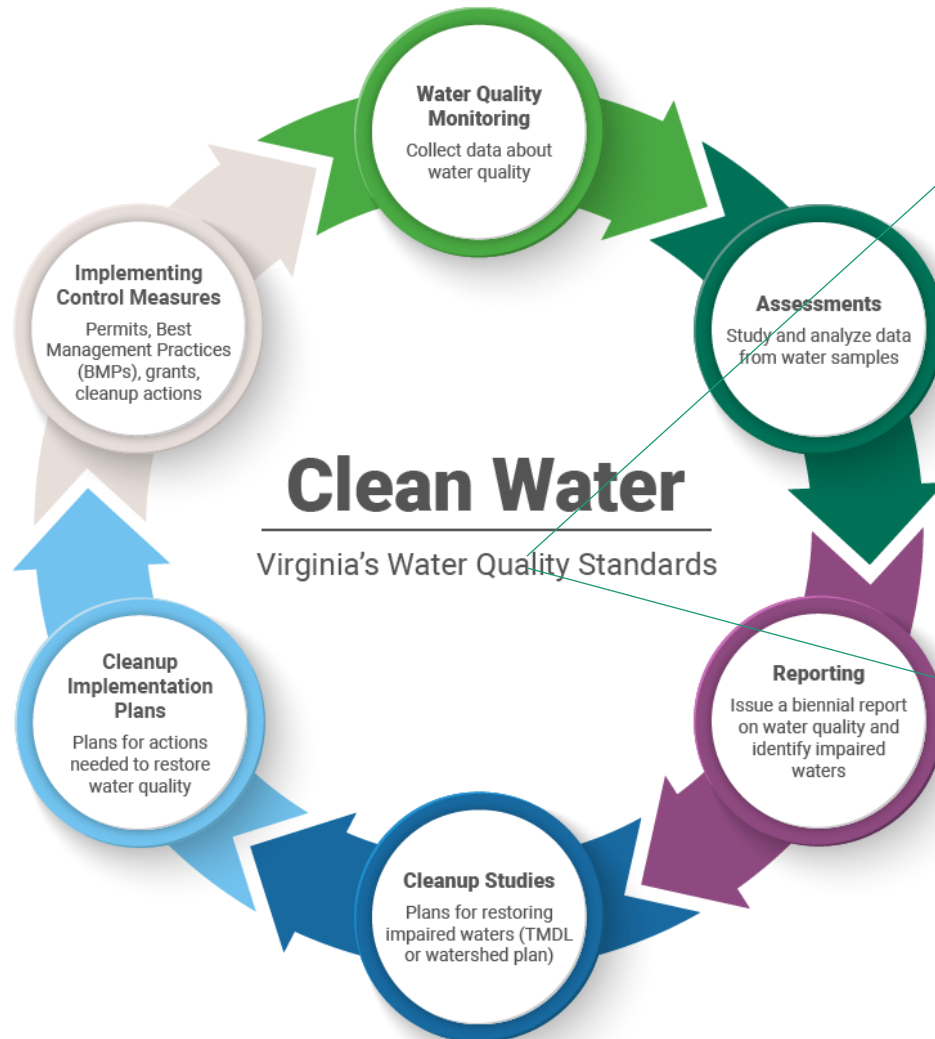 Water Quality
Monitoring
Collect data about
water quality
Assessments
Study and analyze data
from water samples
Reporting
Issue a biennial report
on water quality and
identify impaired
waters
Cleanup Studies
Plans for restoring
impaired waters (TMDL
or watershed plan)
Cleanup
Implementation
Plans
Plans for actions
needed to restore
water quality
Implementing
Control Measures
Permits, Best
Management Practices
(BMPs), grants,
cleanup actions
Clean Water
Virginia's Water Quality Standards